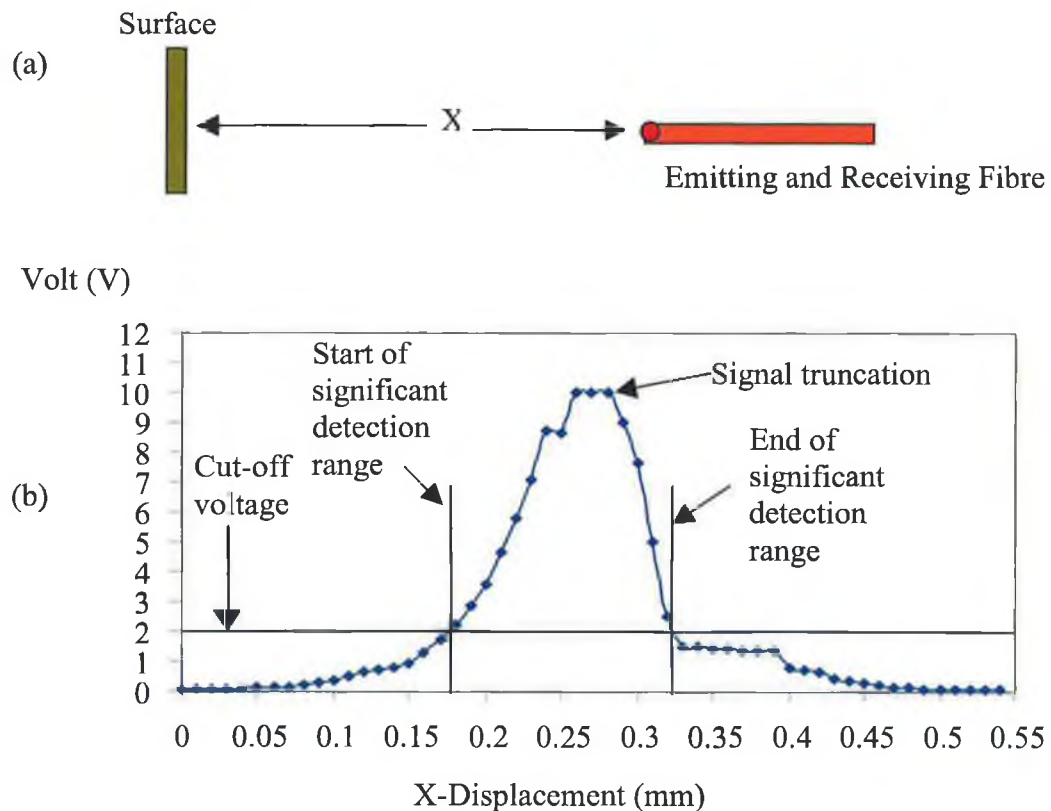 Surface
(a)
X
Emitting and Receiving Fibre
Volt (V)
12
11
10
9
8
7
6
5
4
3
2
1
0
Start of
significant
detection
range
Signal truncation
End of
significant
detection
range
Cut-off
voltage
(b)
0 0.05 0.1 0.15 0.2 0.25 0.3 0.35 0.4 0.45 0.5 0.55
X-Displacement (mm)